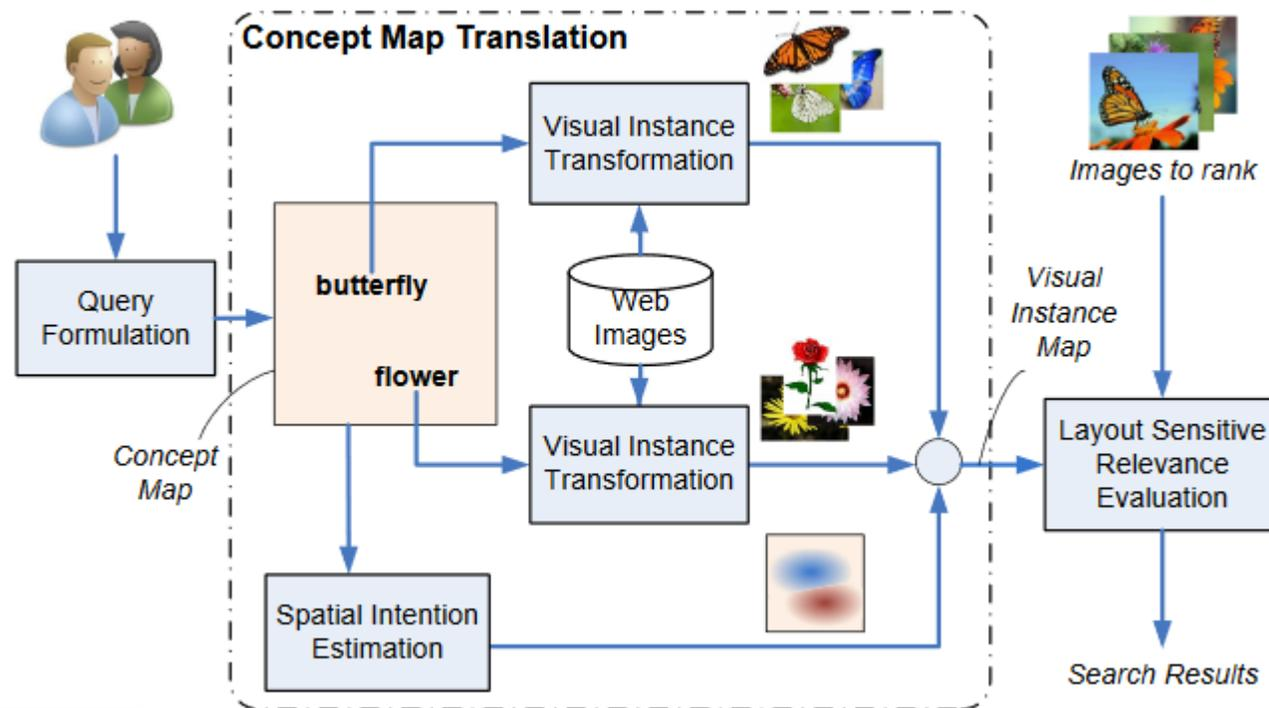 Concept Map Translation
Visual Instance
Transformation
Images to rank
butterfly
Query
Formulation
Web
Images
Visual
Instance
Map
flower
Concept
Map
Visual Instance
Transformation
Layout Sensitive
Relevance
Evaluation
Spatial Intention
Estimation
Search Results